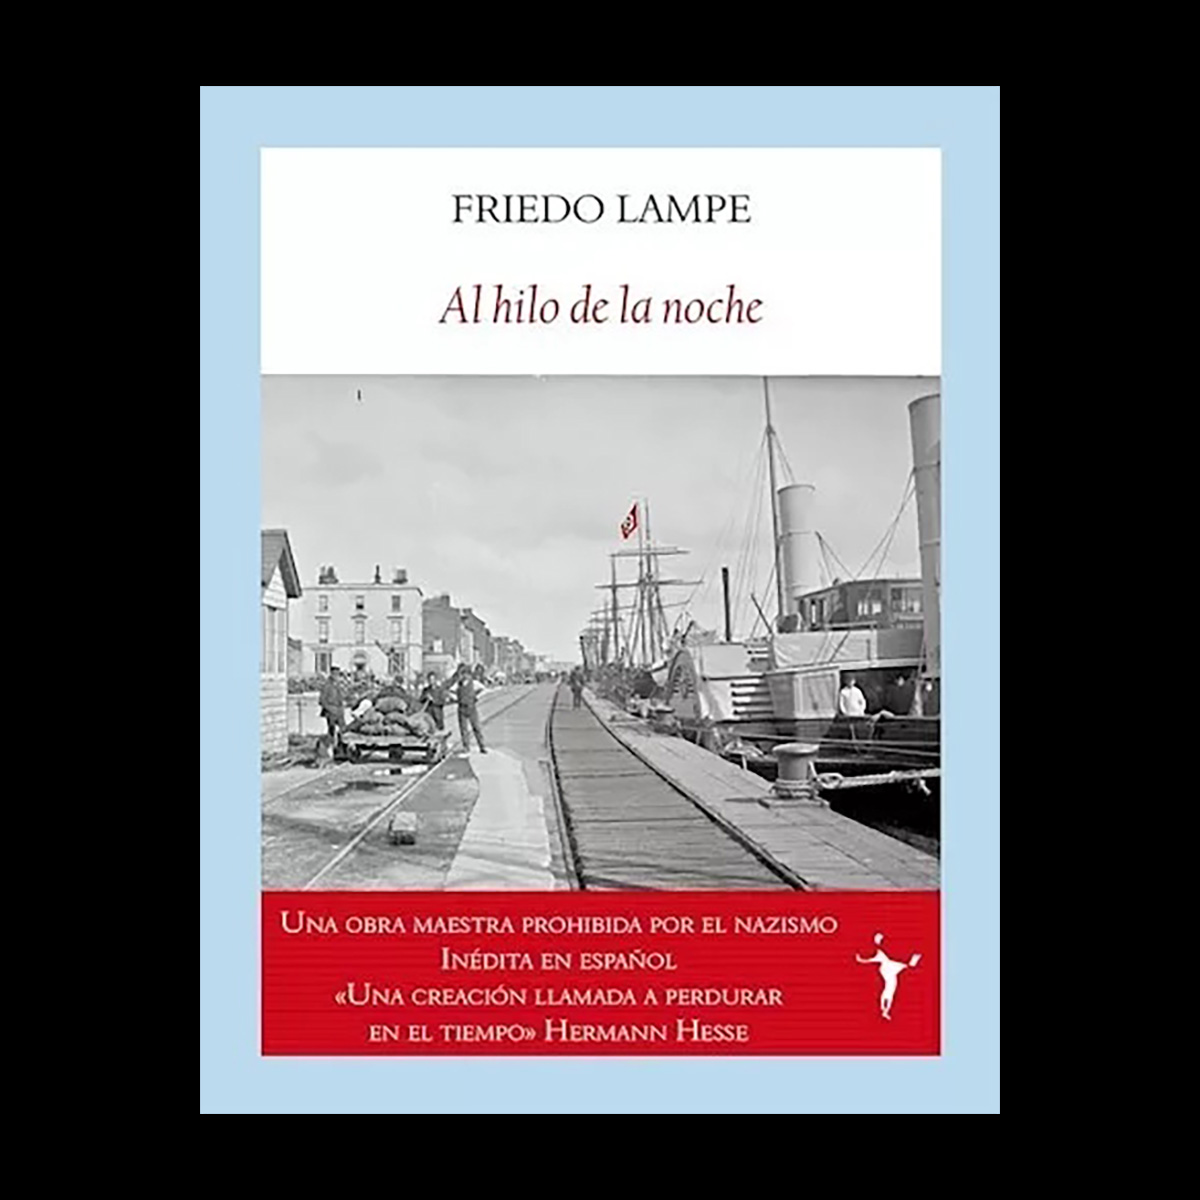 FRIEDO LAMPE
Al hilo de la noche
UNA OBRA MAESTRA PROHIBIDA POR EL NAZISMO
INÉDITA EN ESPAÑOL
«UNA CREACIÓN LLAMADA A PERDURAR
EN EL TIEMPO» HERMANN HESSE